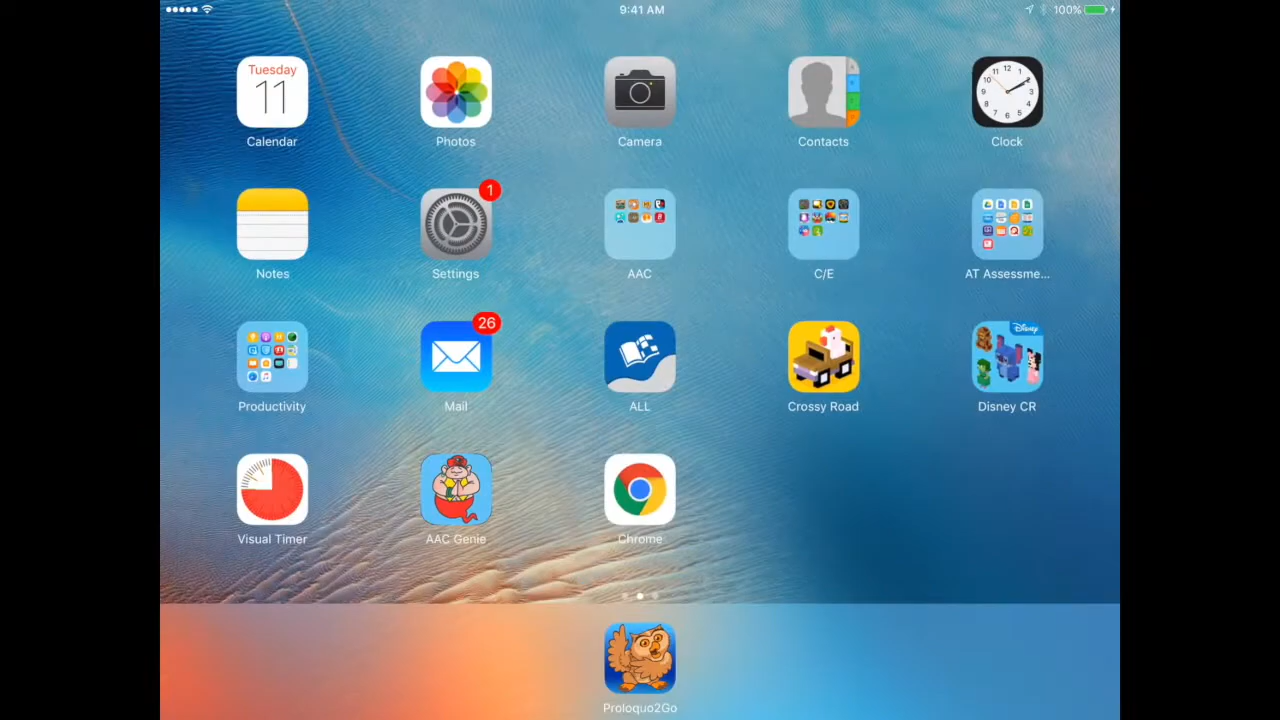 9:41 AM
100%
Tuesday
11
Calendar
Photos
Camera
Contacts
Clock
Notes
1
Settings
AAC
C/E
AT Assessme...
Productivity
26
Mail
ALL
Crossy Road
Disney
Disney CR
Visual Timer
AAC Genie
Chrome
Proloquo2Go